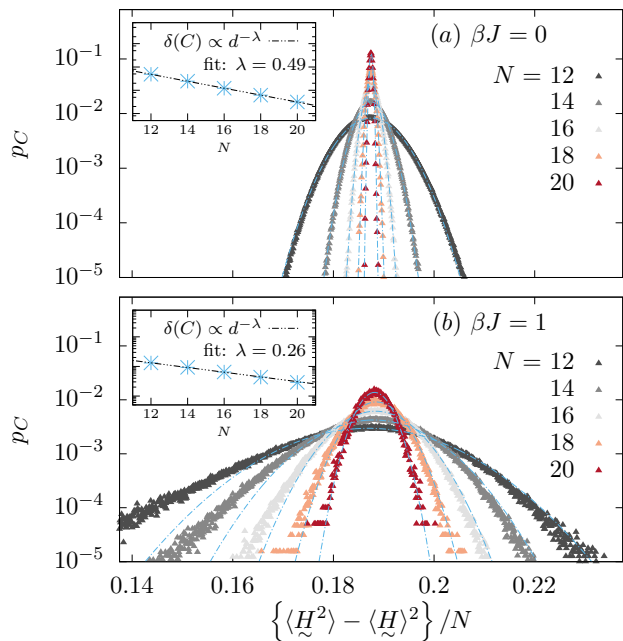 (a) βJ = 0
δ(C) ∝ d^{-λ}
fit: λ = 0.49
12 14 16 18 20
N
N = 12
14
16
18
20
p_C
10^{-1}
10^{-2}
10^{-3}
10^{-4}
10^{-5}
(b) βJ = 1
δ(C) ∝ d^{-λ}
fit: λ = 0.26
12 14 16 18 20
N
N = 12
14
16
18
20
p_C
10^{-1}
10^{-2}
10^{-3}
10^{-4}
10^{-5}
0.14 0.16 0.18 0.2 0.22
{⟨H̰^2⟩ − ⟨H̰⟩^2} /N